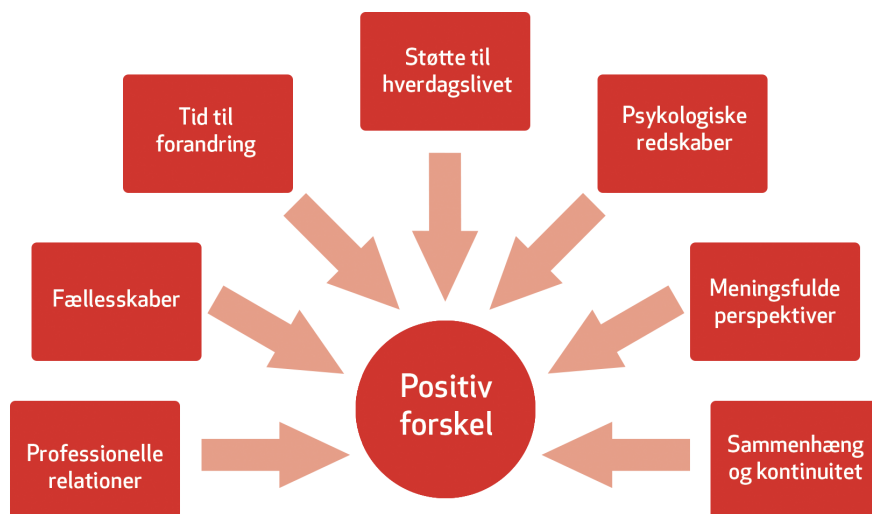 Støtte til
hverdagslivet
Tid til
forandring
Psykologiske
redskaber
Fællesskaber
Meningsfulde
perspektiver
Positiv
forskel
Professionelle
relationer
Sammenhæng
og kontinuitet